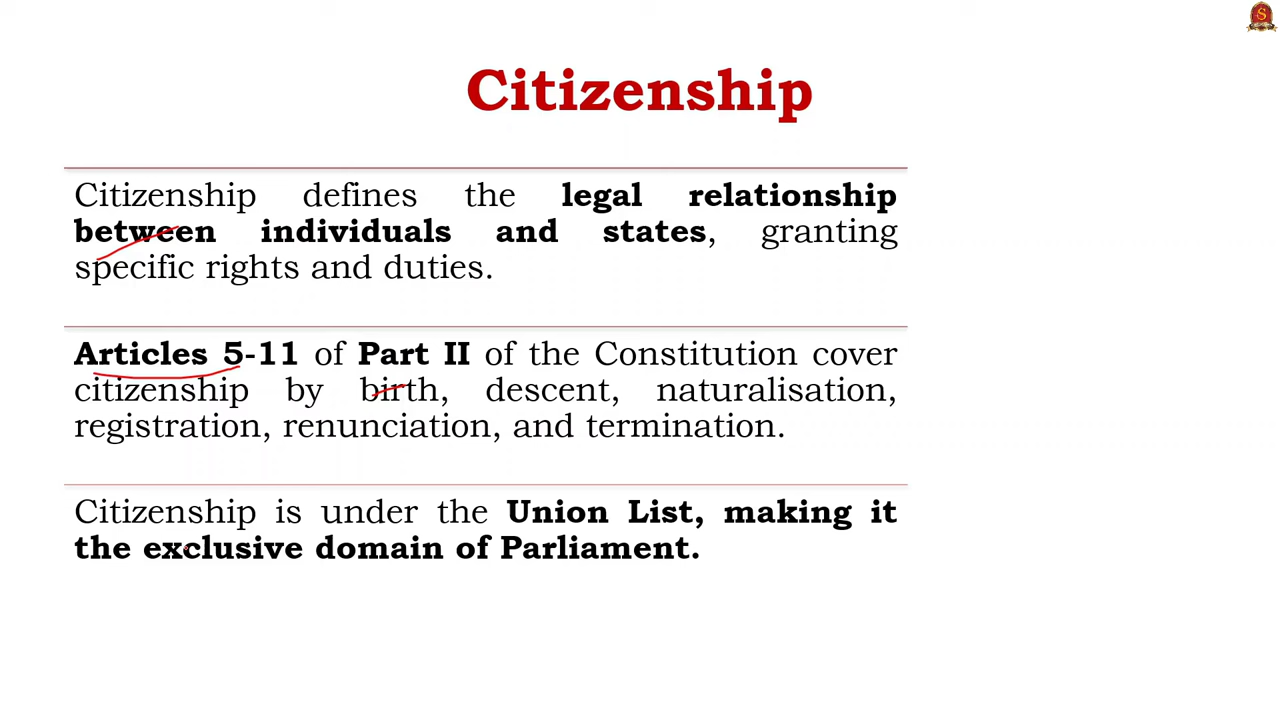 Citizenship
Citizenship defines the legal relationship
between individuals and states, granting
specific rights and duties.
Articles 5-11 of Part II of the Constitution cover
citizenship by birth, descent, naturalisation,
registration, renunciation, and termination.
Citizenship is under the Union List, making it
the exclusive domain of Parliament.